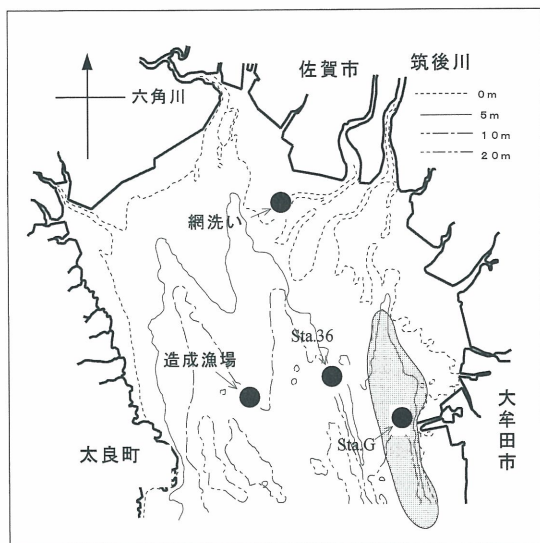 佐賀市
筑後川
六角川
0m
5m
10m
20m
網洗い
Sta.36
造成漁場
太良町
Sta.G
大牟田市